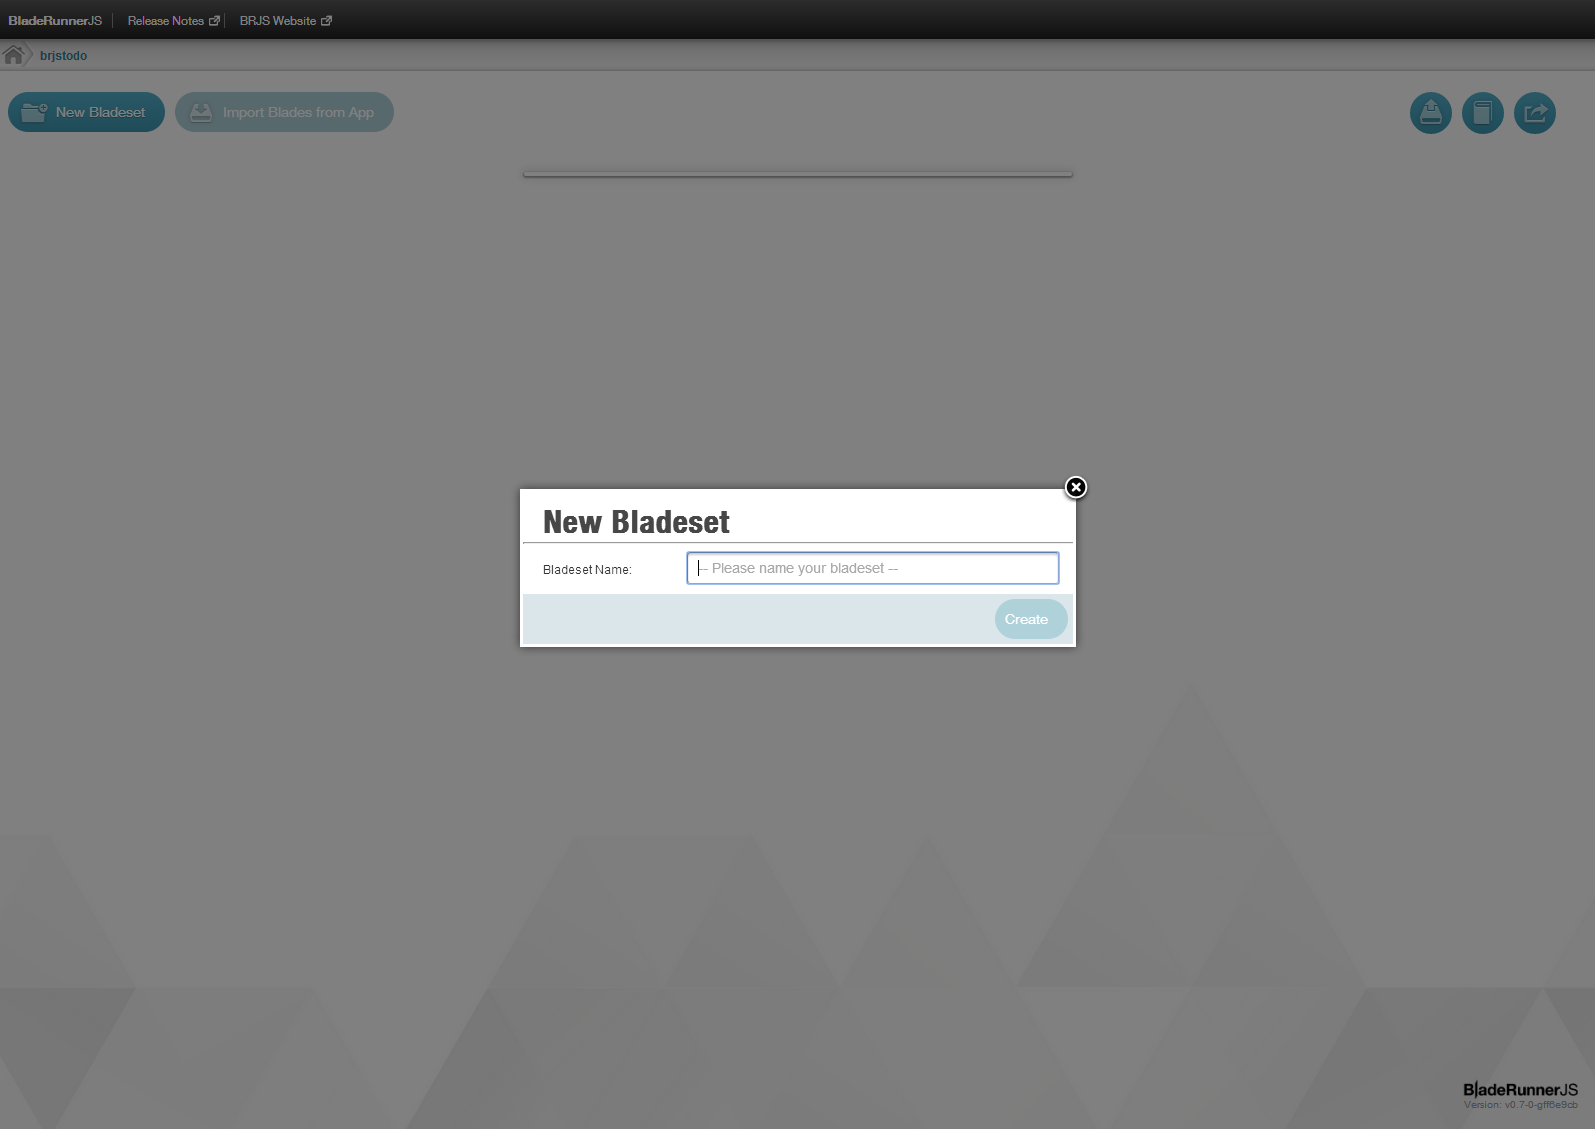 BladeRunnerJS Release Notes BRJS Website
brjstodo
New Bladeset Import Blades from App
New Bladeset
Bladeset Name: -- Please name your bladeset --
Create
BladeRunnerJS
Version: v0.7-0-gff6e9cb